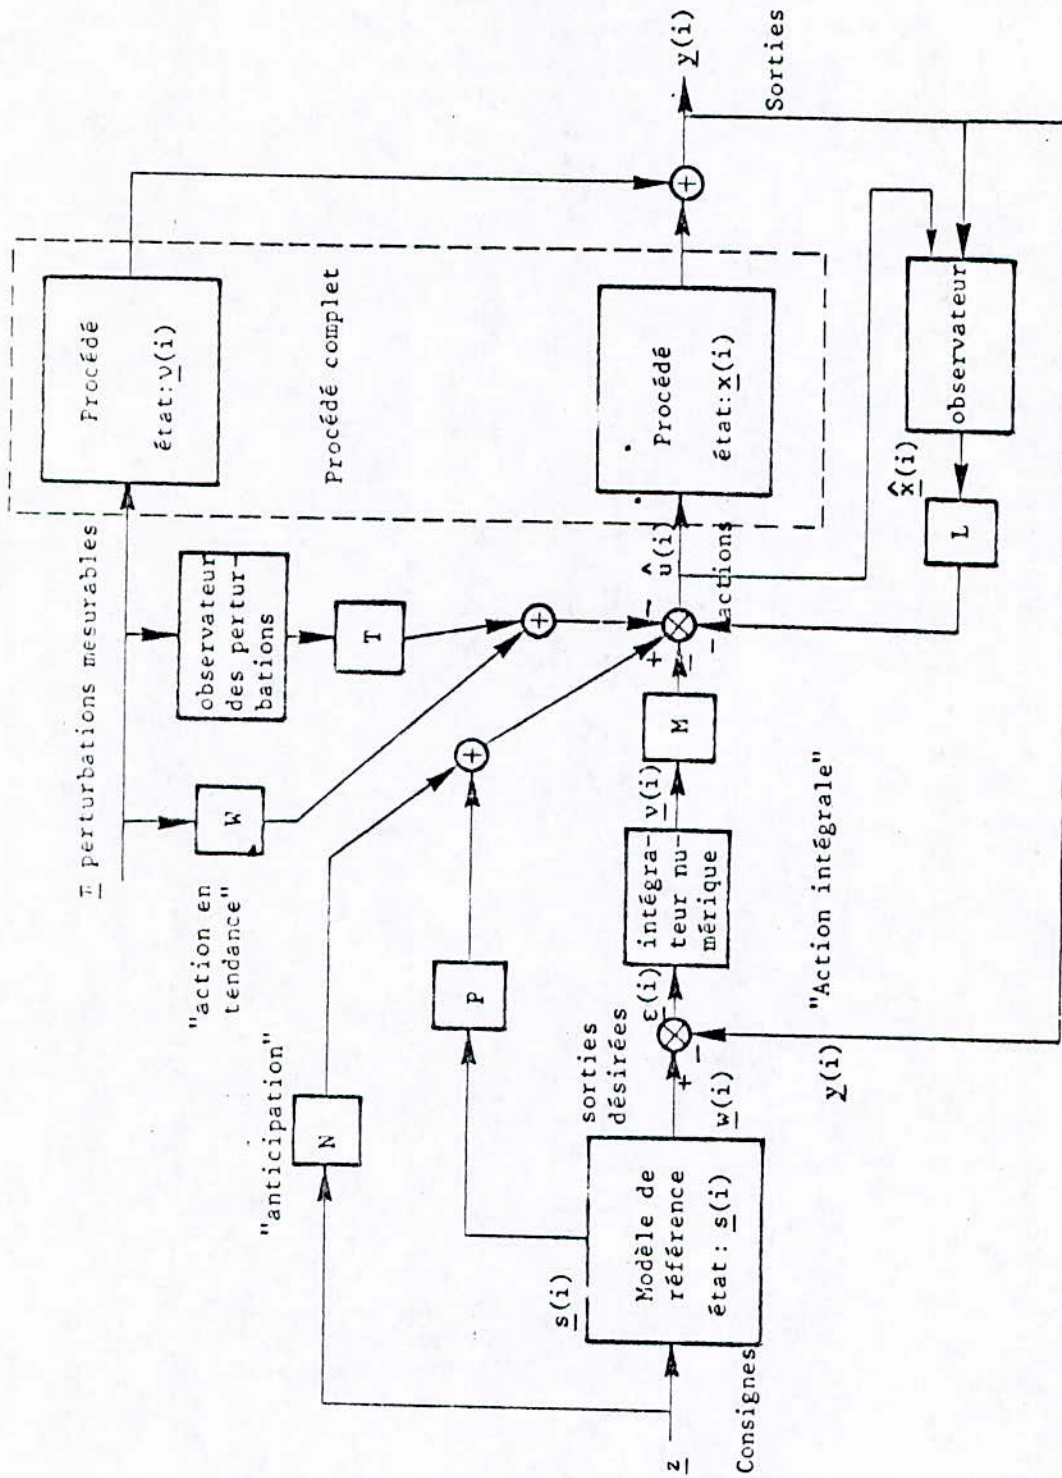 π perturbations mesurables
"action en
tendance"
W
observateur
des pertur-
bations
T
Procédé
état: ν(i)
Procédé complet
"anticipation"
N
P
+
+
+
s(i)
z
Consignes
Modèle de
référence
état: s(i)
sorties
désirées
w(i)
+
-
ε(i)
intégra-
teur nu-
mérique
v(i)
M
+
-
-
-
û(i)
actions
Procédé
état: x(i)
y(i)
Sorties
"Action intégrale"
y(i)
L
x̂(i)
observateur